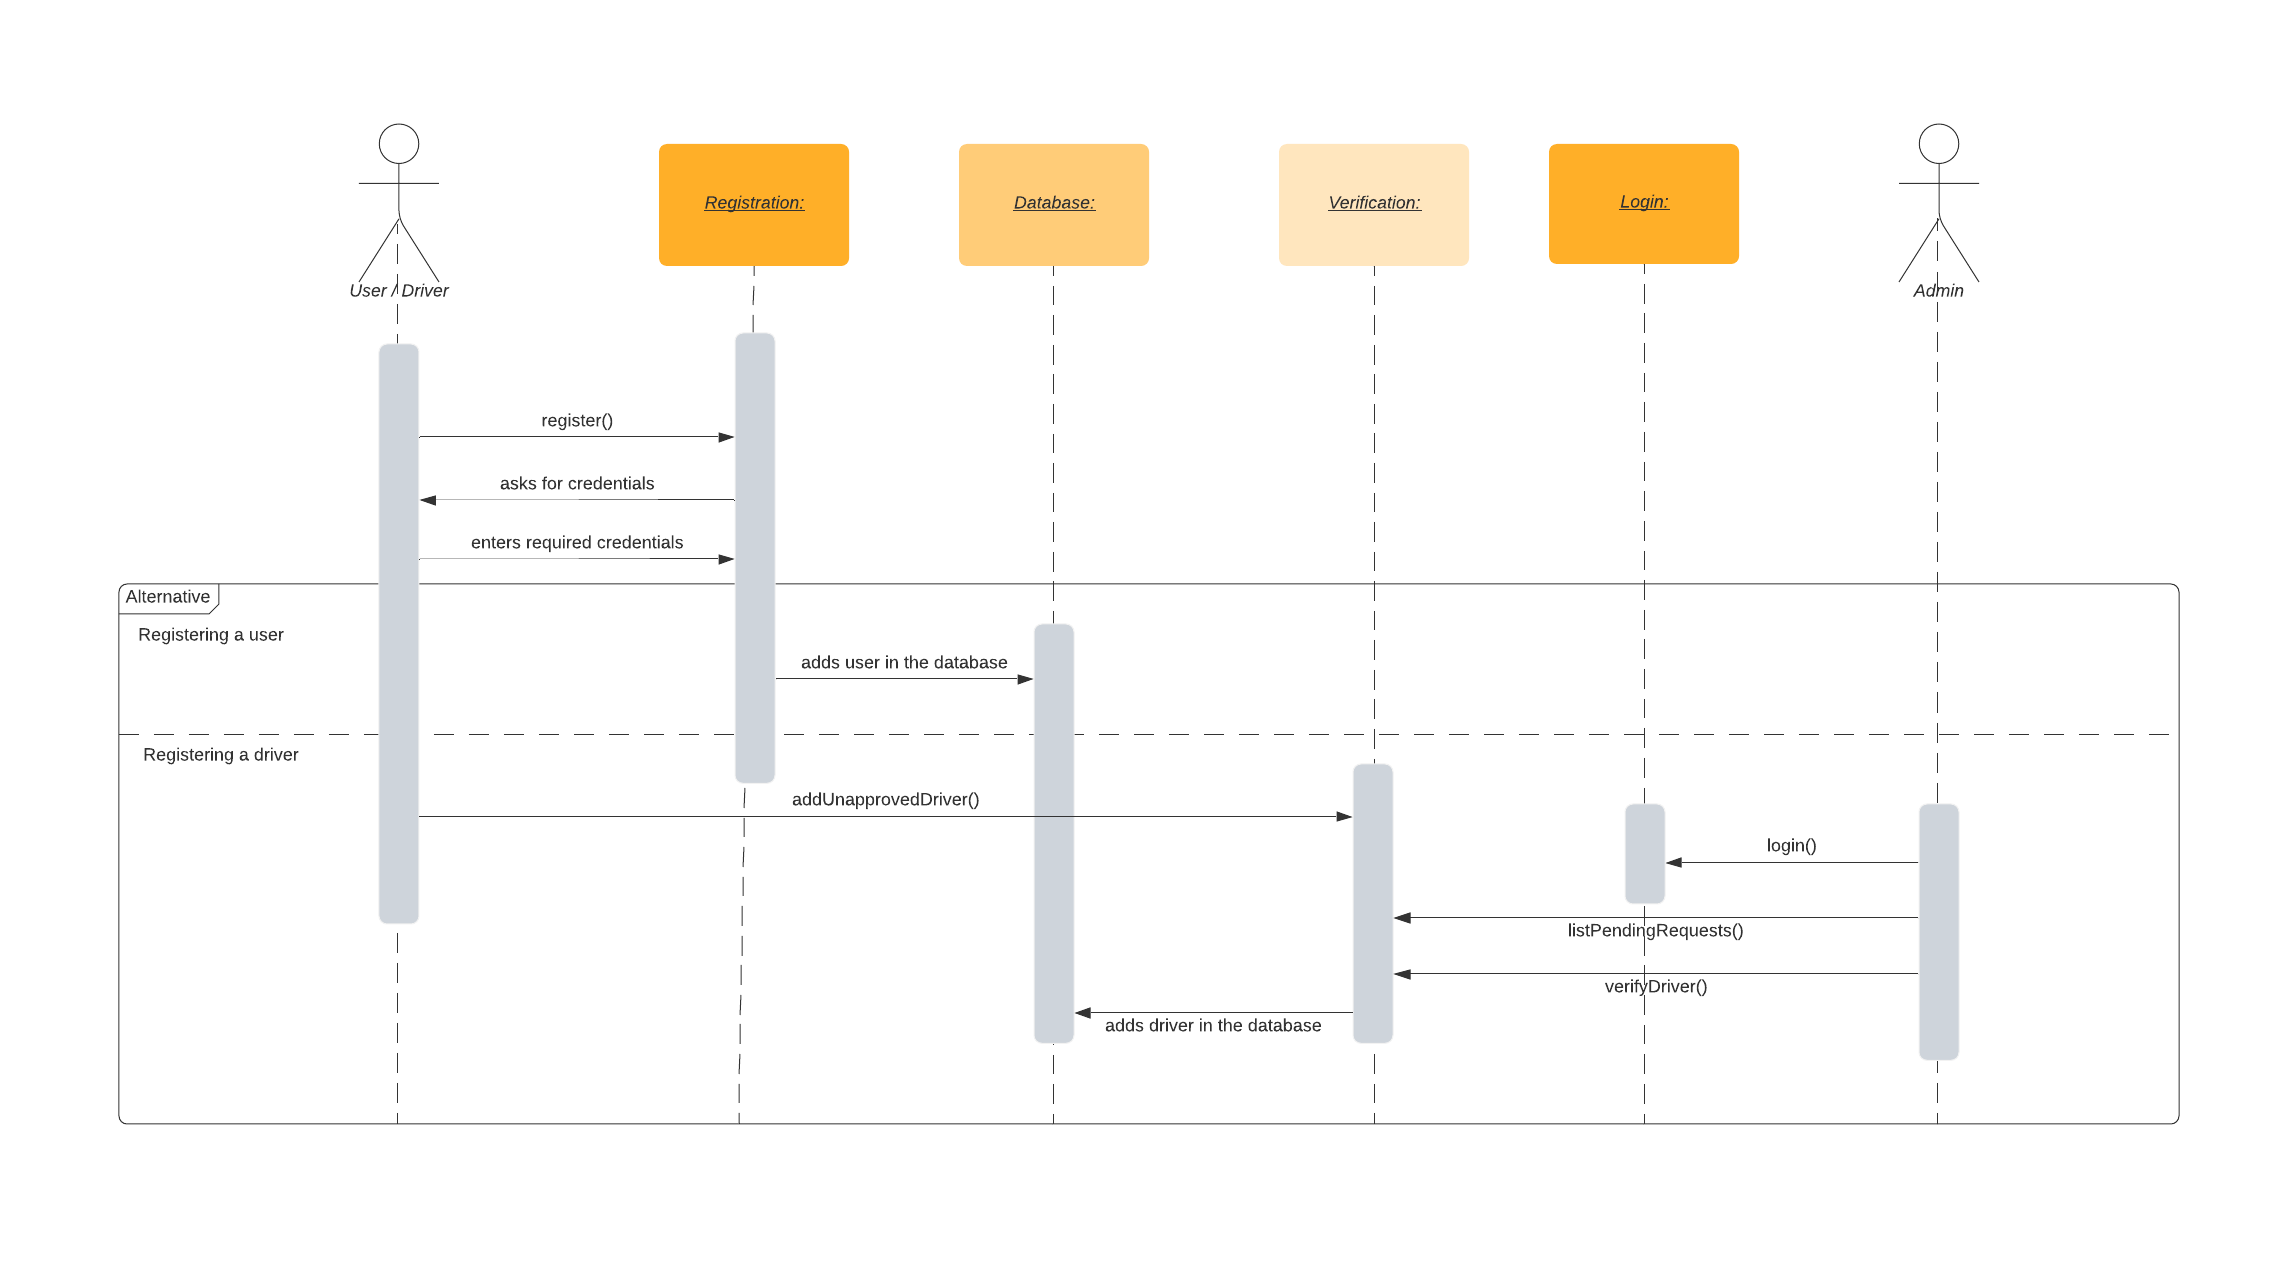 User / Driver
Registration:
Database:
Verification:
Login:
Admin
register()
asks for credentials
enters required credentials
Alternative
Registering a user
adds user in the database
Registering a driver
addUnapprovedDriver()
login()
listPendingRequests()
verifyDriver()
adds driver in the database